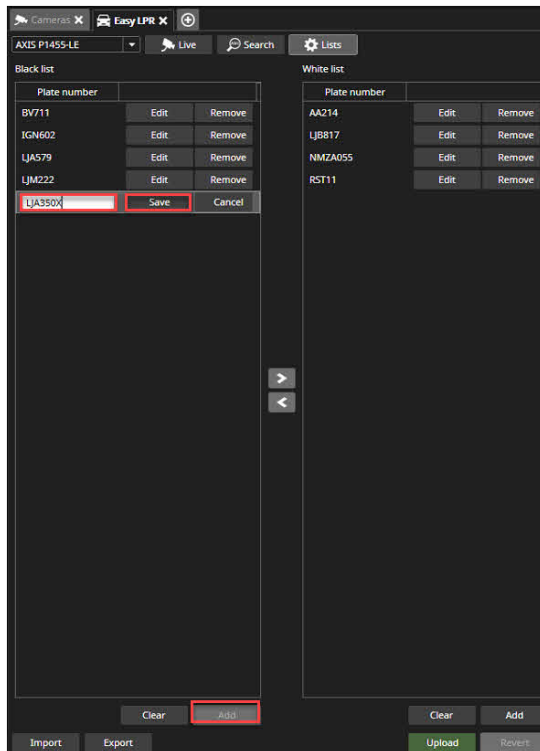 Cameras X Easy LPR X
AXIS P1455-LE Live Search Lists
Black list White list
Plate number Plate number
BV711 Edit Remove AA214 Edit Remove
IGN602 Edit Remove LJB817 Edit Remove
LJA579 Edit Remove NMZA055 Edit Remove
LJM222 Edit Remove RST11 Edit Remove
LJA350X Save Cancel
>
<
Clear Add Clear Add
Import Export Upload Revert